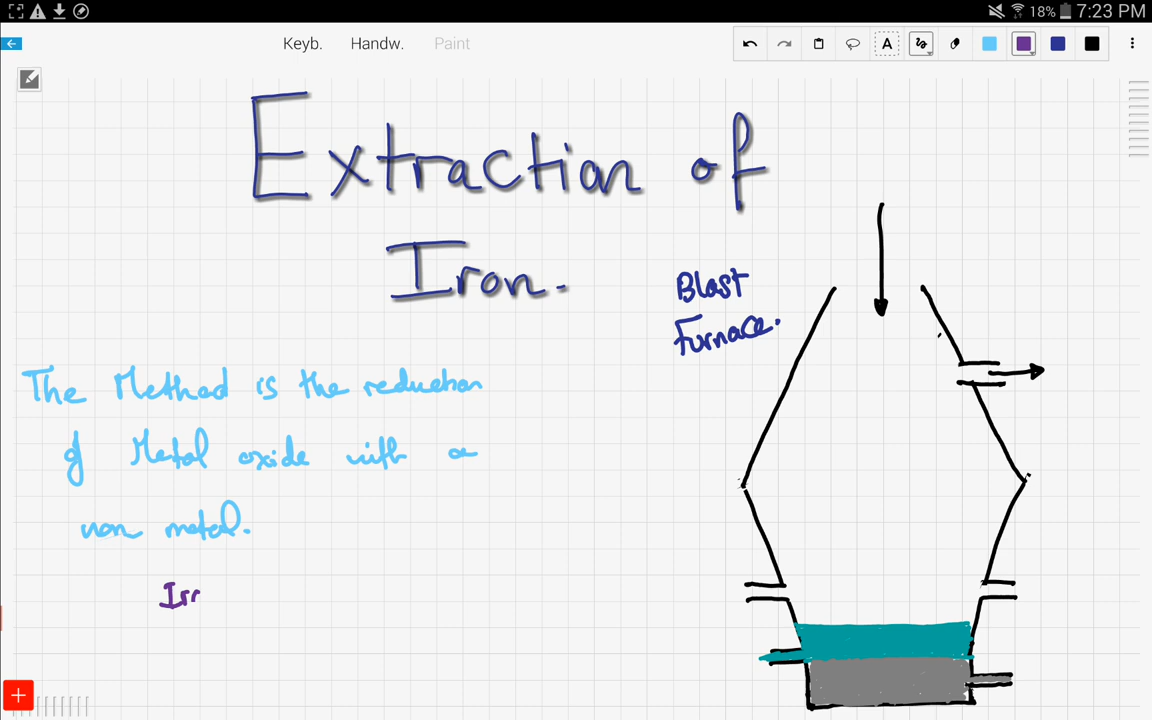 18% 7:23 PM
Keyb. Handw. Paint A
Extraction of
Iron.
Blast
Furnace.
The Method is the reduction
of Metal oxide with a
non metal.
Irr